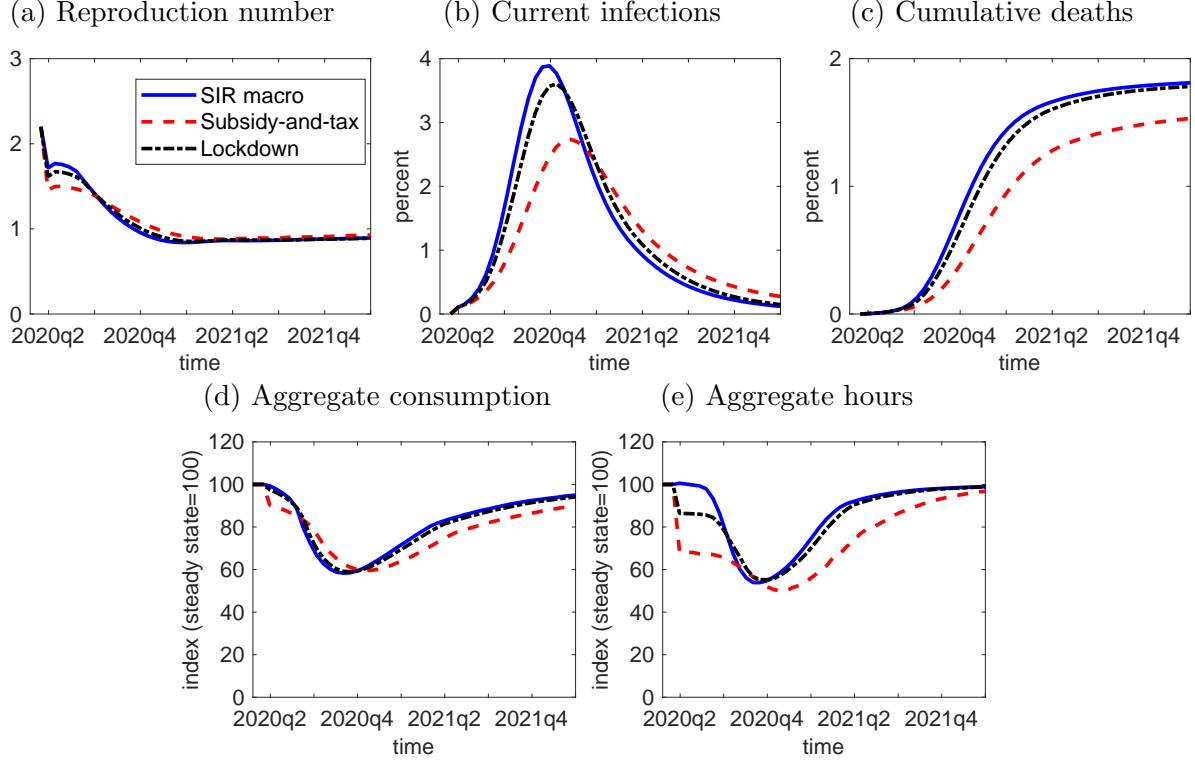 (a) Reproduction number
(b) Current infections
(c) Cumulative deaths
3
2
1
0
SIR macro
Subsidy-and-tax
Lockdown
2020q2 2020q4 2021q2 2021q4
time
percent
4
3
2
1
0
2020q2 2020q4 2021q2 2021q4
time
percent
2
1
0
2020q2 2020q4 2021q2 2021q4
time
(d) Aggregate consumption
(e) Aggregate hours
index (steady state=100)
120
100
80
60
40
20
0
2020q2 2020q4 2021q2 2021q4
time
index (steady state=100)
120
100
80
60
40
20
0
2020q2 2020q4 2021q2 2021q4
time